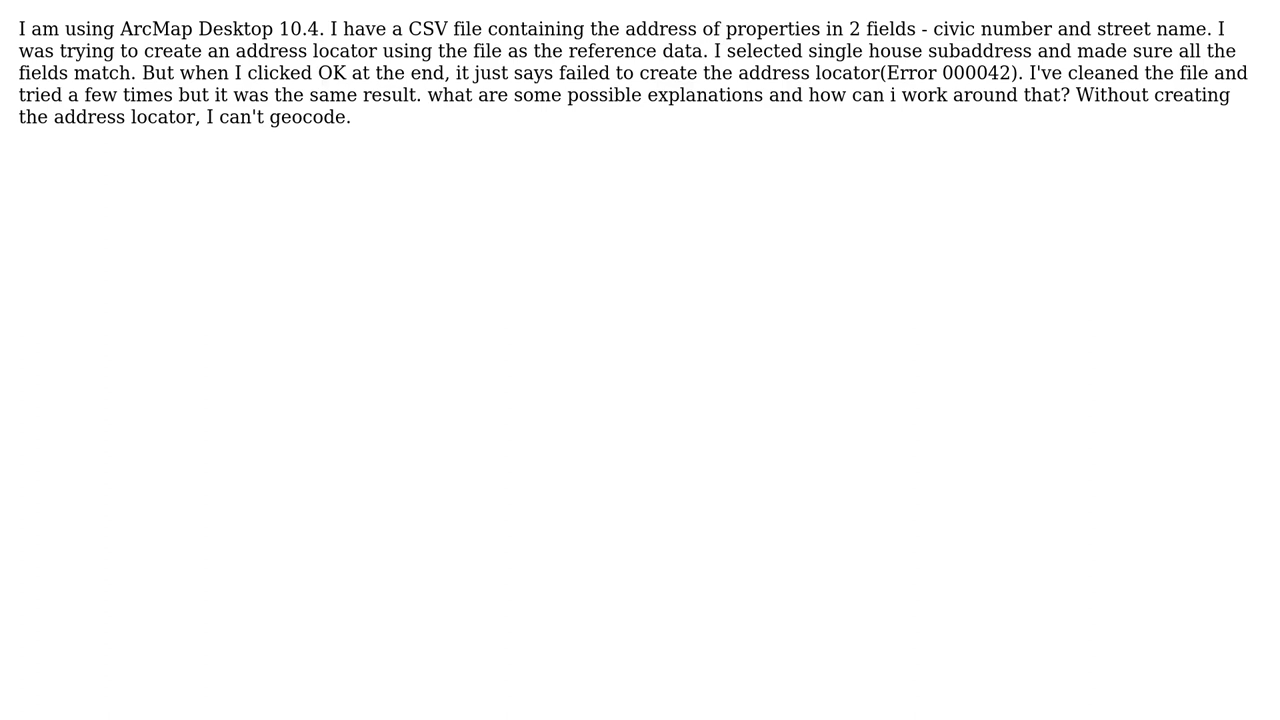 I am using ArcMap Desktop 10.4. I have a CSV file containing the address of properties in 2 fields - civic number and street name. I
was trying to create an address locator using the file as the reference data. I selected single house subaddress and made sure all the
fields match. But when I clicked OK at the end, it just says failed to create the address locator(Error 000042). I've cleaned the file and
tried a few times but it was the same result. what are some possible explanations and how can i work around that? Without creating
the address locator, I can't geocode.